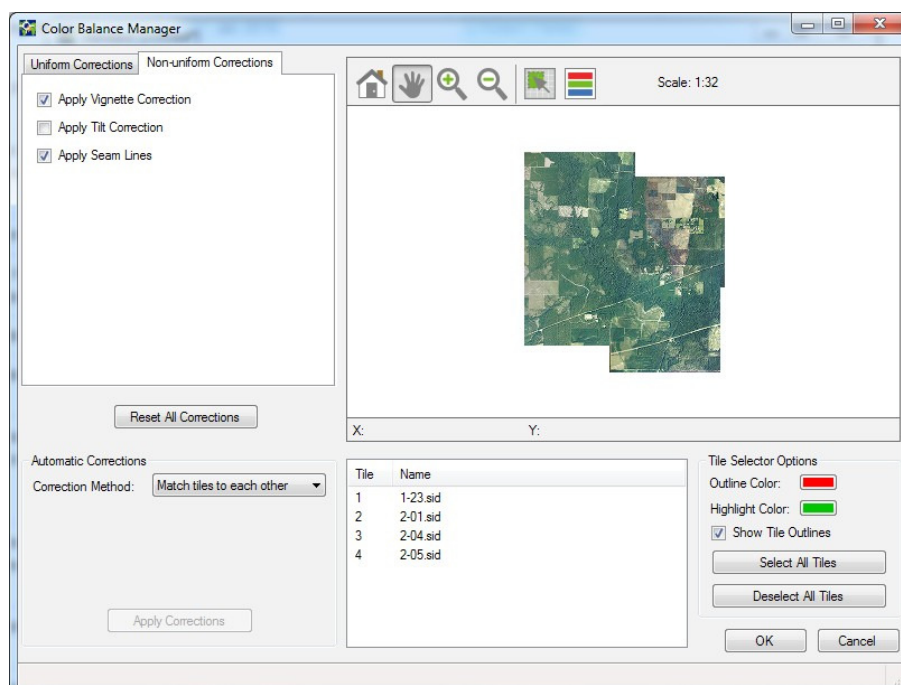 Color Balance Manager
Uniform Corrections
Non-uniform Corrections
Apply Vignette Correction
Apply Tilt Correction
Apply Seam Lines
Reset All Corrections
Scale: 1:32
X:
Y:
Automatic Corrections
Correction Method:
Match tiles to each other
Apply Corrections
Tile Name
1 1-23.sid
2 2-01.sid
3 2-04.sid
4 2-05.sid
Tile Selector Options
Outline Color:
Highlight Color:
Show Tile Outlines
Select All Tiles
Deselect All Tiles
OK
Cancel